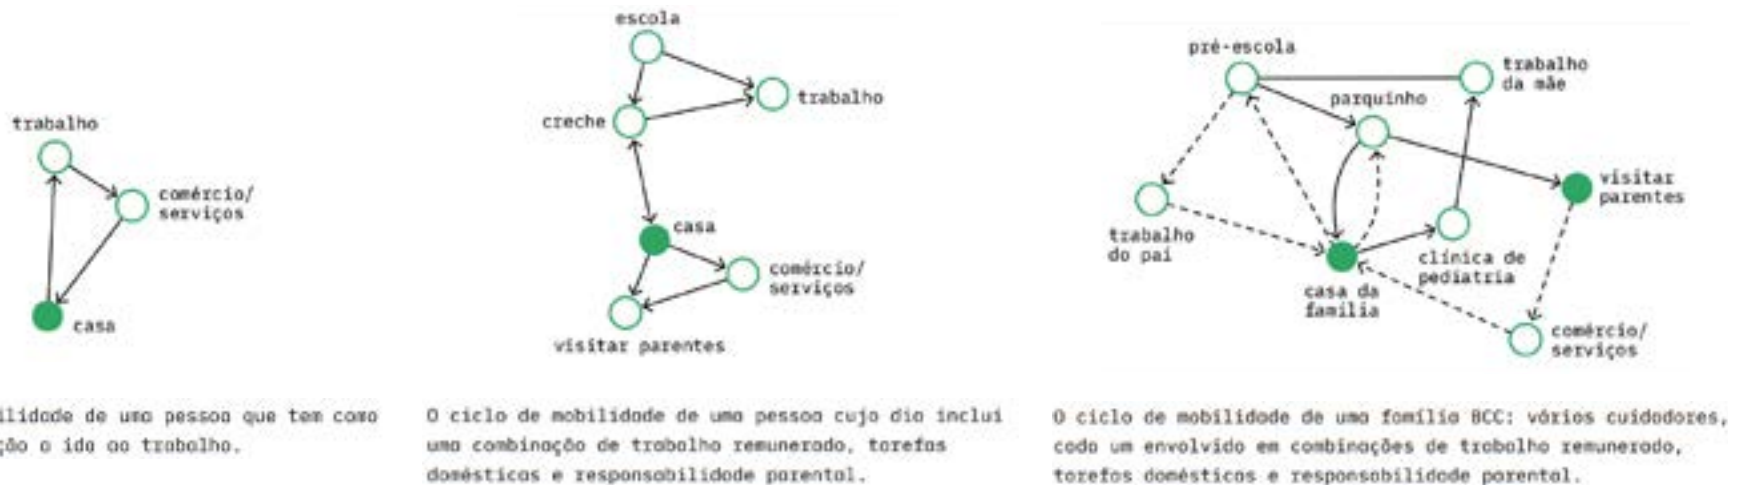 trabalho
comércio/
serviços
casa
escola
trabalho
creche
casa
comércio/
serviços
visitar parentes
pré-escola
trabalho
da mãe
parquinho
visitar
parentes
trabalho
do pai
clínica de
pediatria
casa da
família
comércio/
serviços
ilidade de uma pessoa que tem como
ção a ida ao trabalho.
O ciclo de mobilidade de uma pessoa cujo dia inclui
uma combinação de trabalho remunerado, tarefas
domésticas e responsabilidade parental.
O ciclo de mobilidade de uma família BCC: vários cuidadores,
cada um envolvido em combinações de trabalho remunerado,
tarefas domésticas e responsabilidade parental.